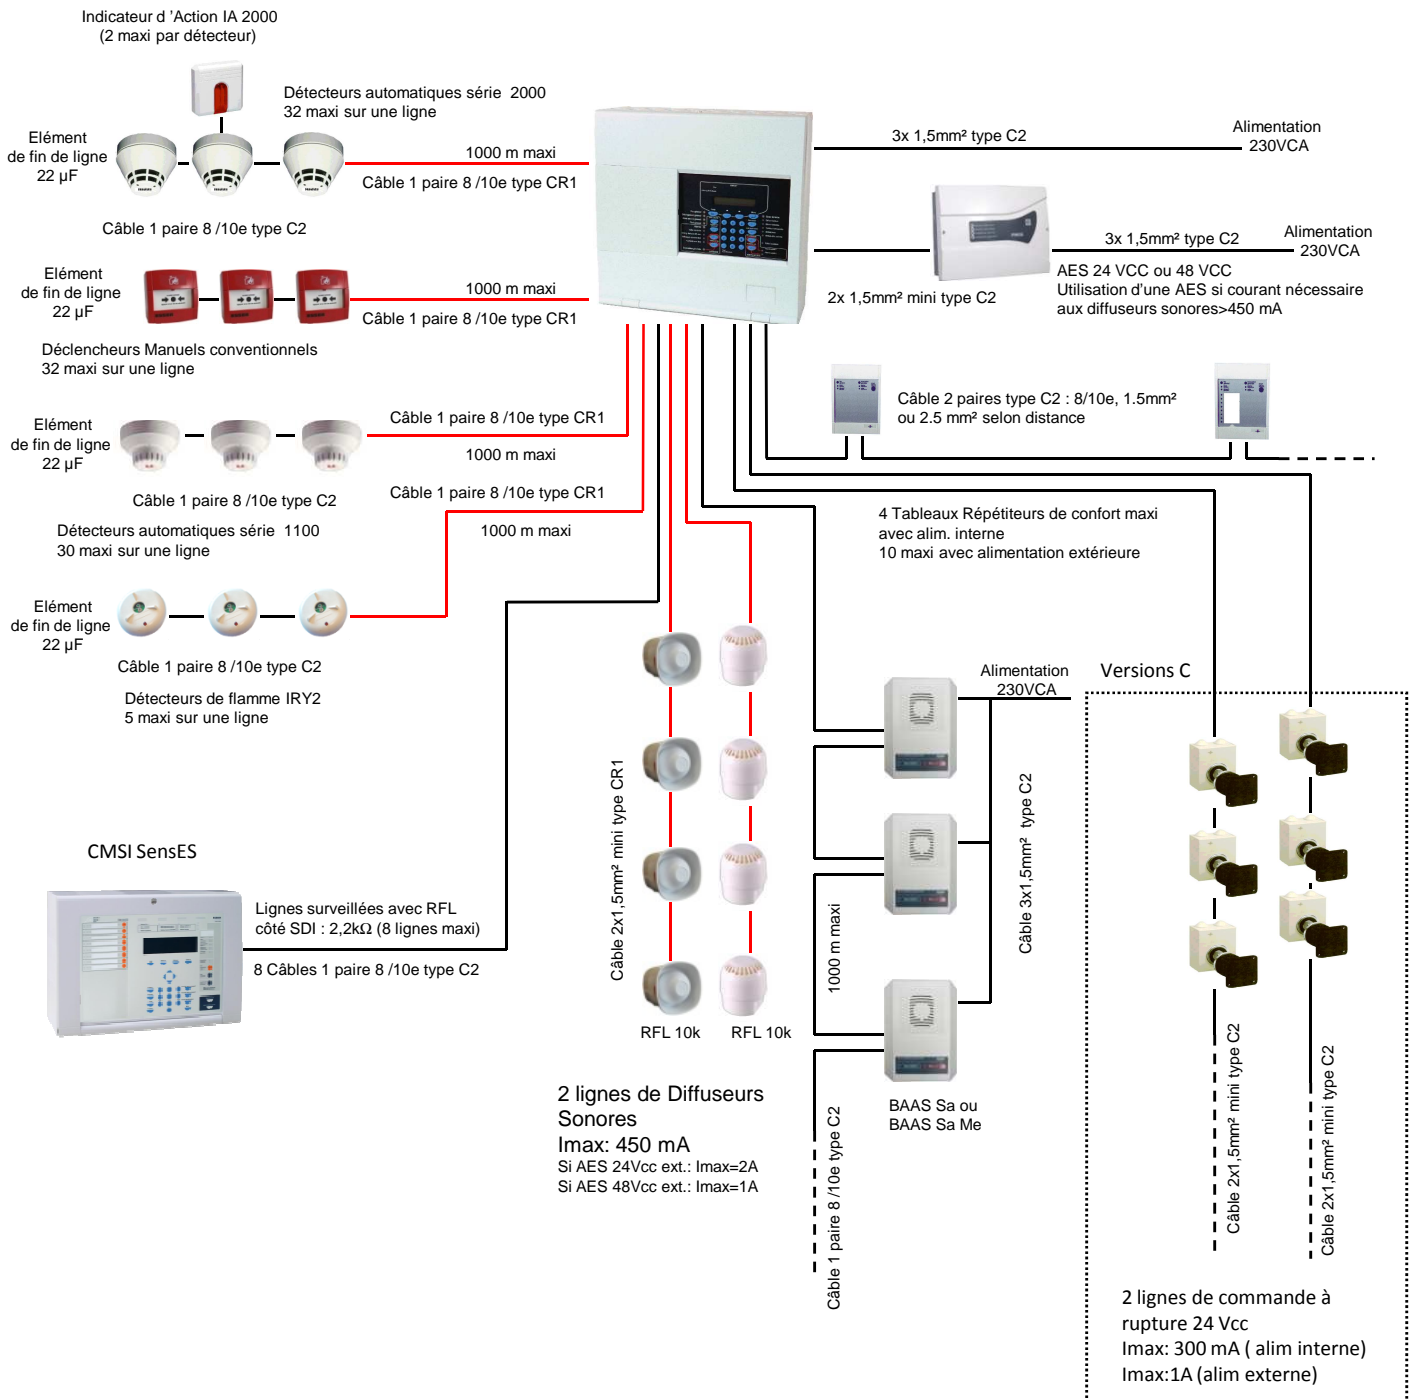 Indicateur d 'Action IA 2000
(2 maxi par détecteur)
Détecteurs automatiques série 2000
32 maxi sur une ligne
Elément
de fin de ligne
22 µF
1000 m maxi
Câble 1 paire 8 /10e type CR1
Câble 1 paire 8 /10e type C2
3x 1,5mm² type C2
Alimentation
230VCA
3x 1,5mm² type C2
Alimentation
230VCA
2x 1,5mm² mini type C2
AES 24 VCC ou 48 VCC
Utilisation d'une AES si courant nécessaire
aux diffuseurs sonores>450 mA
Elément
de fin de ligne
22 µF
1000 m maxi
Câble 1 paire 8 /10e type CR1
Déclencheurs Manuels conventionnels
32 maxi sur une ligne
Câble 2 paires type C2 : 8/10e, 1.5mm²
ou 2.5 mm² selon distance
Elément
de fin de ligne
22 µF
Câble 1 paire 8 /10e type CR1
1000 m maxi
Câble 1 paire 8 /10e type C2
Câble 1 paire 8 /10e type CR1
1000 m maxi
Détecteurs automatiques série 1100
30 maxi sur une ligne
4 Tableaux Répétiteurs de confort maxi
avec alim. interne
10 maxi avec alimentation extérieure
Elément
de fin de ligne
22 µF
Câble 1 paire 8 /10e type C2
Détecteurs de flamme IRY2
5 maxi sur une ligne
Alimentation
230VCA
Versions C
Câble 2x1,5mm² mini type CR1
Câble 3x1,5mm² type C2
1000 m maxi
CMSI SensES
Lignes surveillées avec RFL
côté SDI : 2,2kΩ (8 lignes maxi)
8 Câbles 1 paire 8 /10e type C2
RFL 10k
RFL 10k
2 lignes de Diffuseurs
Sonores
Imax: 450 mA
Si AES 24Vcc ext.: Imax=2A
Si AES 48Vcc ext.: Imax=1A
BAAS Sa ou
BAAS Sa Me
Câble 1 paire 8 /10e type C2
Câble 2x1,5mm² mini type C2
Câble 2x1,5mm² mini type C2
2 lignes de commande à
rupture 24 Vcc
Imax: 300 mA ( alim interne)
Imax:1A (alim externe)